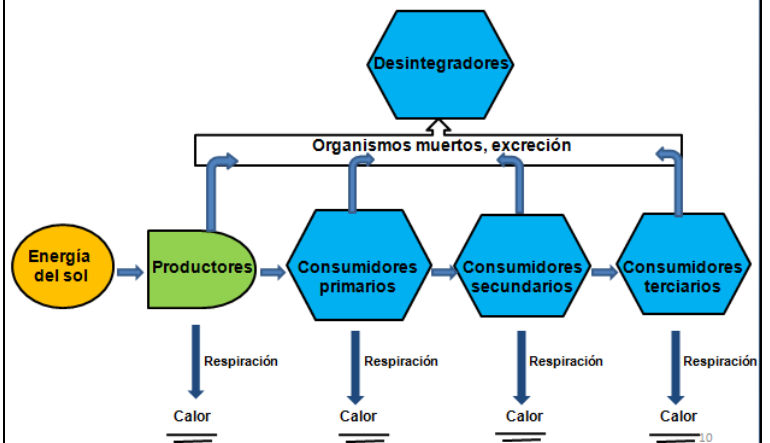 Desintegradores
Organismos muertos, excreción
Energía
del sol
Productores
Consumidores
primarios
Consumidores
secundarios
Consumidores
terciarios
Respiración
Respiración
Respiración
Respiración
Calor
Calor
Calor
Calor
10